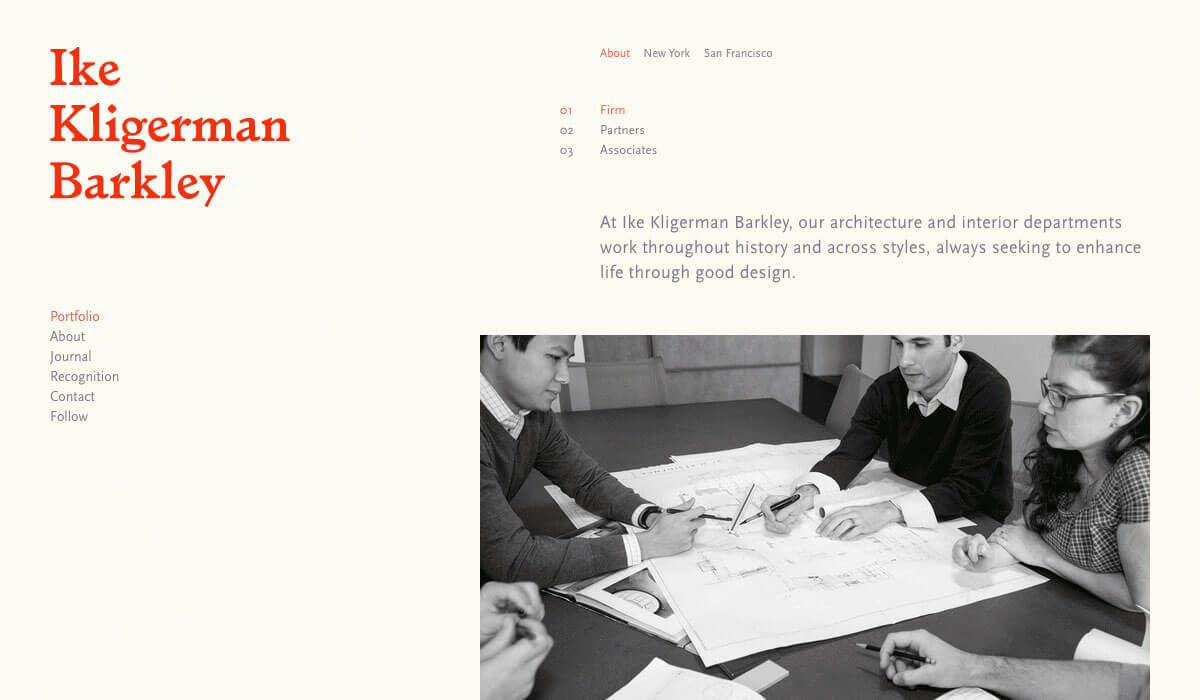 Ike
Kligerman
Barkley
About New York San Francisco
01 Firm
02 Partners
03 Associates
At Ike Kligerman Barkley, our architecture and interior departments
work throughout history and across styles, always seeking to enhance
life through good design.
Portfolio
About
Journal
Recognition
Contact
Follow